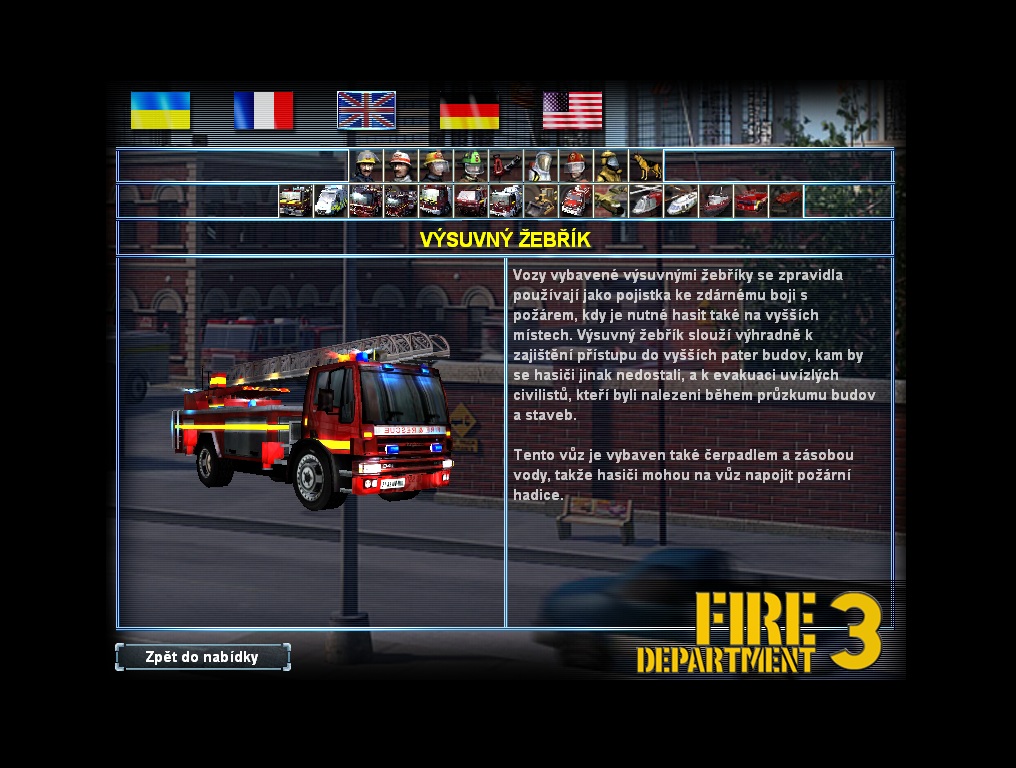 VÝSUVNÝ ŽEBŘÍK
Vozy vybavené výsuvnými žebříky se zpravidla
používají jako pojistka ke zdárnému boji s
požárem, kdy je nutné hasit také na vyšších
místech. Výsuvný žebřík slouží výhradně k
zajištění přístupu do vyšších pater budov, kam by
se hasiči jinak nedostali, a k evakuaci uvízlých
civilistů, kteří byli nalezeni během průzkumu budov
a staveb.
Tento vůz je vybaven také čerpadlem a zásobou
vody, takže hasiči mohou na vůz napojit požární
hadice.
FIRE
DEPARTMENT 3
Zpět do nabídky